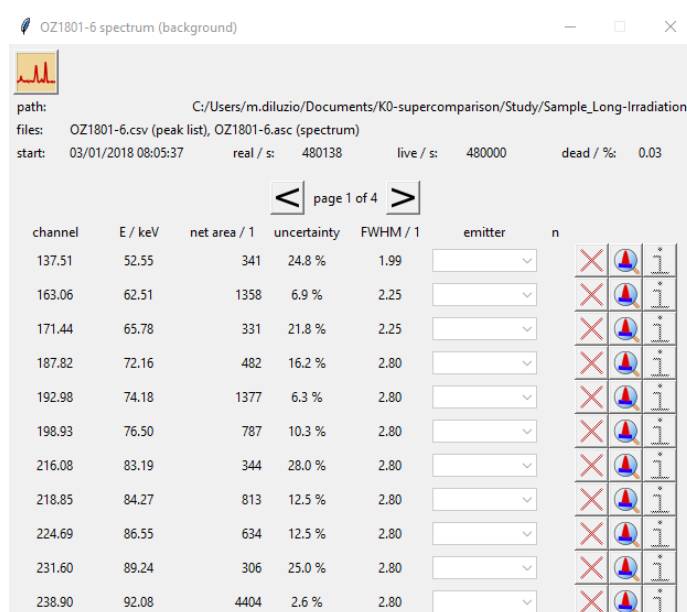 OZ1801-6 spectrum (background)
path: C:/Users/m.diluzio/Documents/K0-supercomparison/Study/Sample_Long-Irradiation
files: OZ1801-6.csv (peak list), OZ1801-6.asc (spectrum)
start: 03/01/2018 08:05:37 real / s: 480138 live / s: 480000 dead / %: 0.03
< page 1 of 4 >
channel E / keV net area / 1 uncertainty FWHM / 1 emitter n
137.51 52.55 341 24.8 % 1.99
163.06 62.51 1358 6.9 % 2.25
171.44 65.78 331 21.8 % 2.25
187.82 72.16 482 16.2 % 2.80
192.98 74.18 1377 6.3 % 2.80
198.93 76.50 787 10.3 % 2.80
216.08 83.19 344 28.0 % 2.80
218.85 84.27 813 12.5 % 2.80
224.69 86.55 634 12.5 % 2.80
231.60 89.24 306 25.0 % 2.80
238.90 92.08 4404 2.6 % 2.80